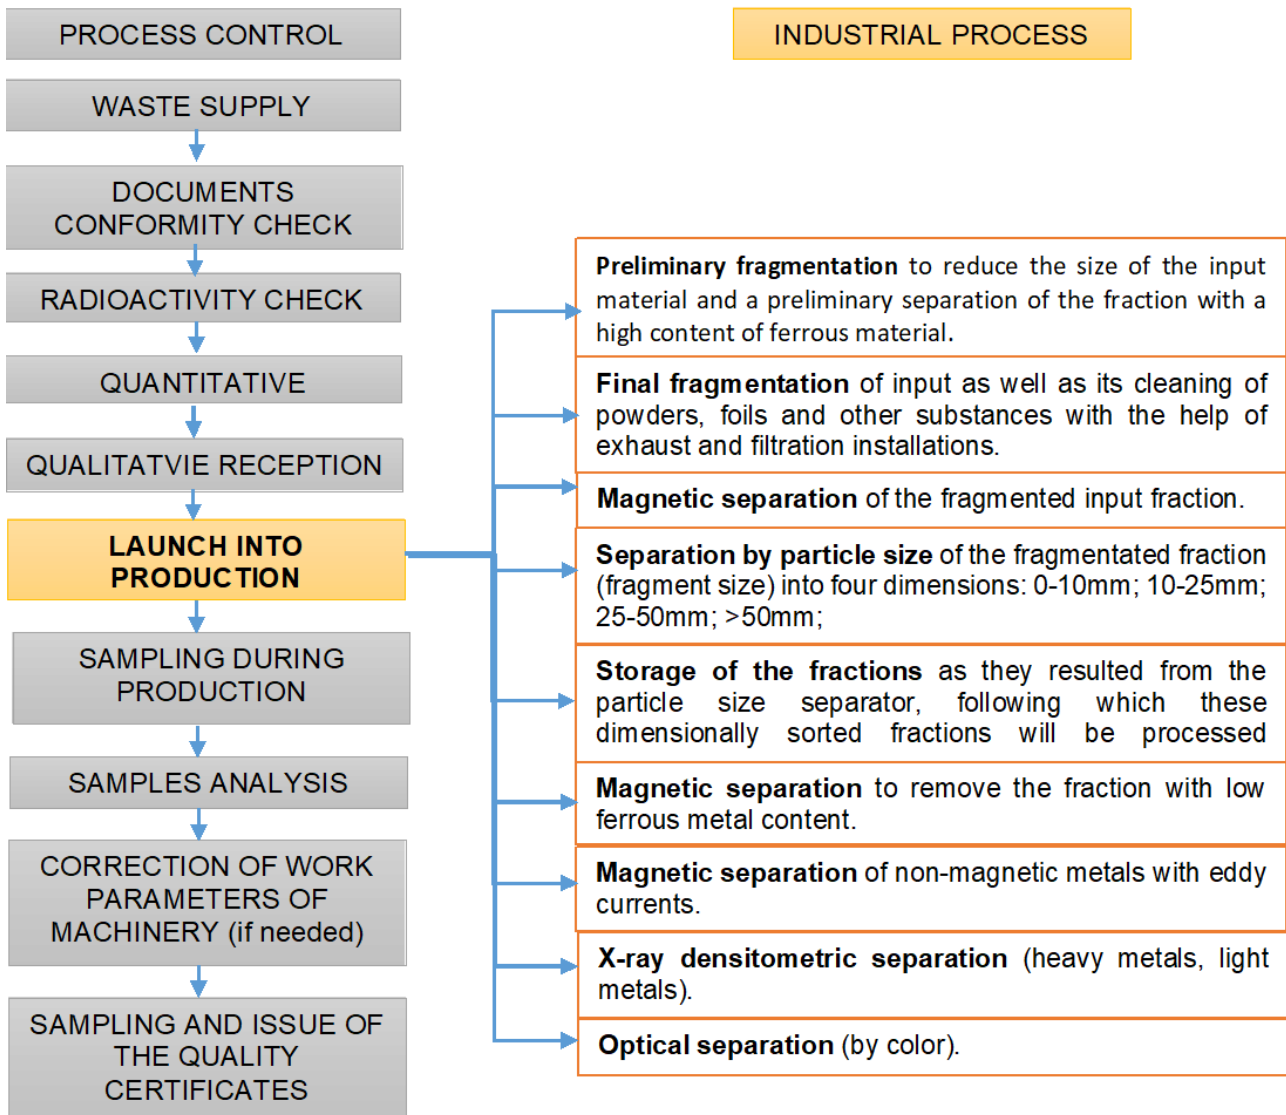 PROCESS CONTROL
WASTE SUPPLY
DOCUMENTS
CONFORMITY CHECK
RADIOACTIVITY CHECK
QUANTITATIVE
QUALITATVIE RECEPTION
LAUNCH INTO
PRODUCTION
SAMPLING DURING
PRODUCTION
SAMPLES ANALYSIS
CORRECTION OF WORK
PARAMETERS OF
MACHINERY (if needed)
SAMPLING AND ISSUE OF
THE QUALITY
CERTIFICATES
INDUSTRIAL PROCESS
Preliminary fragmentation to reduce the size of the input
material and a preliminary separation of the fraction with a
high content of ferrous material.
Final fragmentation of input as well as its cleaning of
powders, foils and other substances with the help of
exhaust and filtration installations.
Magnetic separation of the fragmented input fraction.
Separation by particle size of the fragmentated fraction
(fragment size) into four dimensions: 0-10mm; 10-25mm;
25-50mm; >50mm;
Storage of the fractions as they resulted from the
particle size separator, following which these
dimensionally sorted fractions will be processed
Magnetic separation to remove the fraction with low
ferrous metal content.
Magnetic separation of non-magnetic metals with eddy
currents.
X-ray densitometric separation (heavy metals, light
metals).
Optical separation (by color).